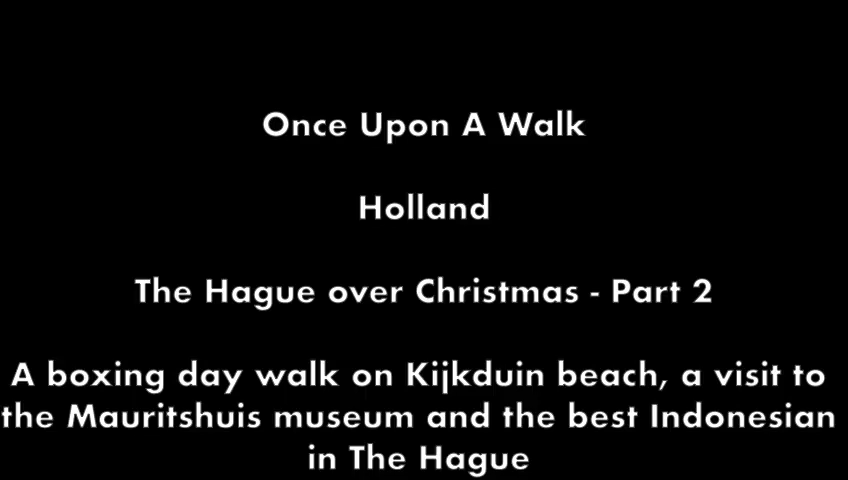 Once Upon A Walk
Holland
The Hague over Christmas - Part 2
A boxing day walk on Kijkduin beach, a visit to
the Mauritshuis museum and the best Indonesian
in The Hague